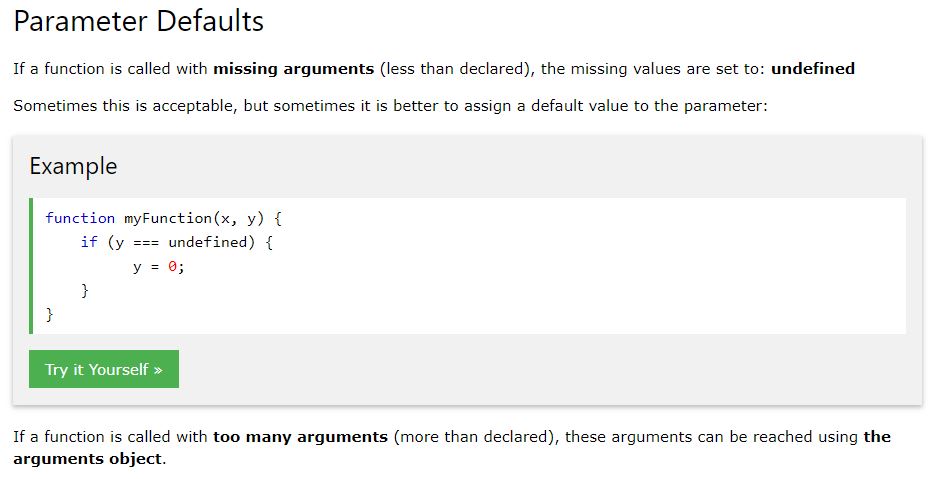 Parameter Defaults
If a function is called with missing arguments (less than declared), the missing values are set to: undefined
Sometimes this is acceptable, but sometimes it is better to assign a default value to the parameter:
Example
function myFunction(x, y) {
    if (y === undefined) {
          y = 0;
    }
}
Try it Yourself »
If a function is called with too many arguments (more than declared), these arguments can be reached using the
arguments object.